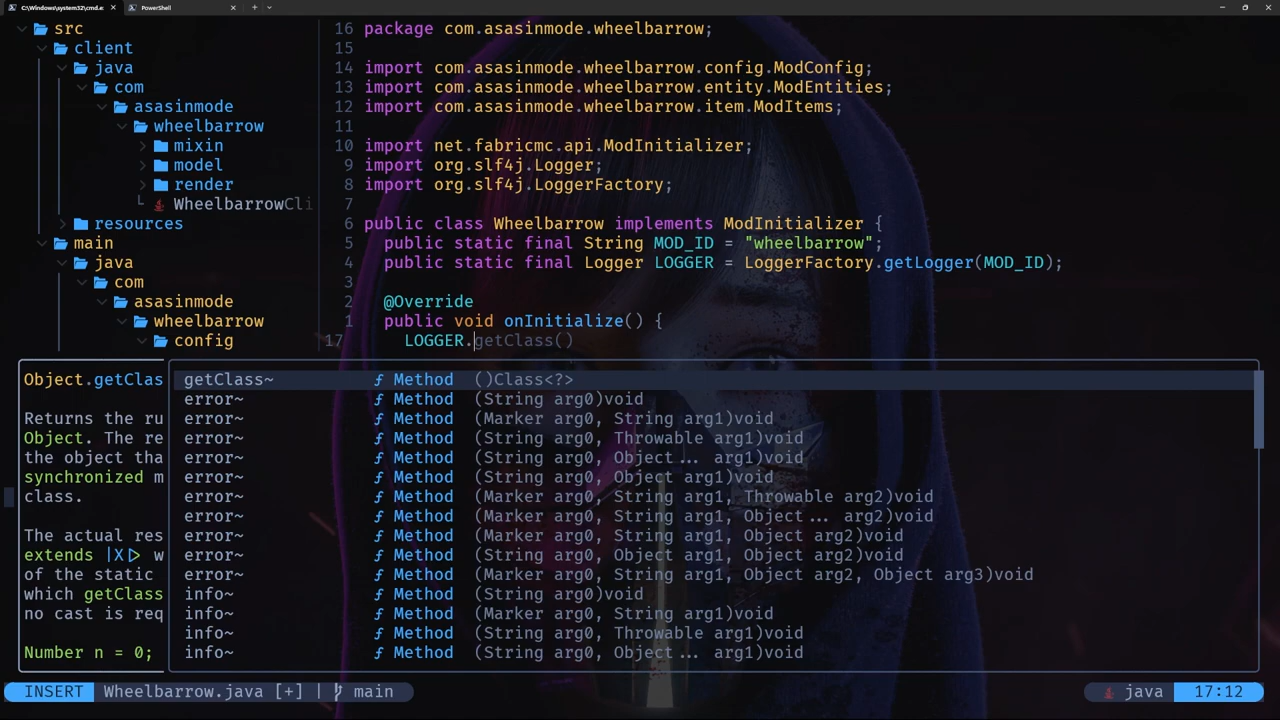 C:\Windows\system32\cmd.e: × PowerShell × +
src
client
java
com
asasinmode
wheelbarrow
mixin
model
render
WheelbarrowCli
resources
main
java
com
asasinmode
wheelbarrow
config
16 package com.asasinmode.wheelbarrow;
15
14 import com.asasinmode.wheelbarrow.config.ModConfig;
13 import com.asasinmode.wheelbarrow.entity.ModEntities;
12 import com.asasinmode.wheelbarrow.item.ModItems;
11
10 import net.fabricmc.api.ModInitializer;
9 import org.slf4j.Logger;
8 import org.slf4j.LoggerFactory;
7
6 public class Wheelbarrow implements ModInitializer {
5 public static final String MOD_ID = "wheelbarrow";
4 public static final Logger LOGGER = LoggerFactory.getLogger(MOD_ID);
3
2 @Override
1 public void onInitialize() {
17 LOGGER.getClass()
Object.getClas
Returns the ru
Object. The re
the object tha
synchronized m
class.
The actual res
extends |X|> w
of the static
which getClass
no cast is req
Number n = 0;
getClass~ ƒ Method ()Class<?>
error~ ƒ Method (String arg0)void
error~ ƒ Method (Marker arg0, String arg1)void
error~ ƒ Method (String arg0, Throwable arg1)void
error~ ƒ Method (String arg0, Object... arg1)void
error~ ƒ Method (String arg0, Object arg1)void
error~ ƒ Method (Marker arg0, String arg1, Throwable arg2)void
error~ ƒ Method (Marker arg0, String arg1, Object... arg2)void
error~ ƒ Method (Marker arg0, String arg1, Object arg2)void
error~ ƒ Method (String arg0, Object arg1, Object arg2)void
error~ ƒ Method (Marker arg0, String arg1, Object arg2, Object arg3)void
info~ ƒ Method (String arg0)void
info~ ƒ Method (Marker arg0, String arg1)void
info~ ƒ Method (String arg0, Throwable arg1)void
info~ ƒ Method (String arg0, Object... arg1)void
INSERT Wheelbarrow.java [+] | main java 17:12